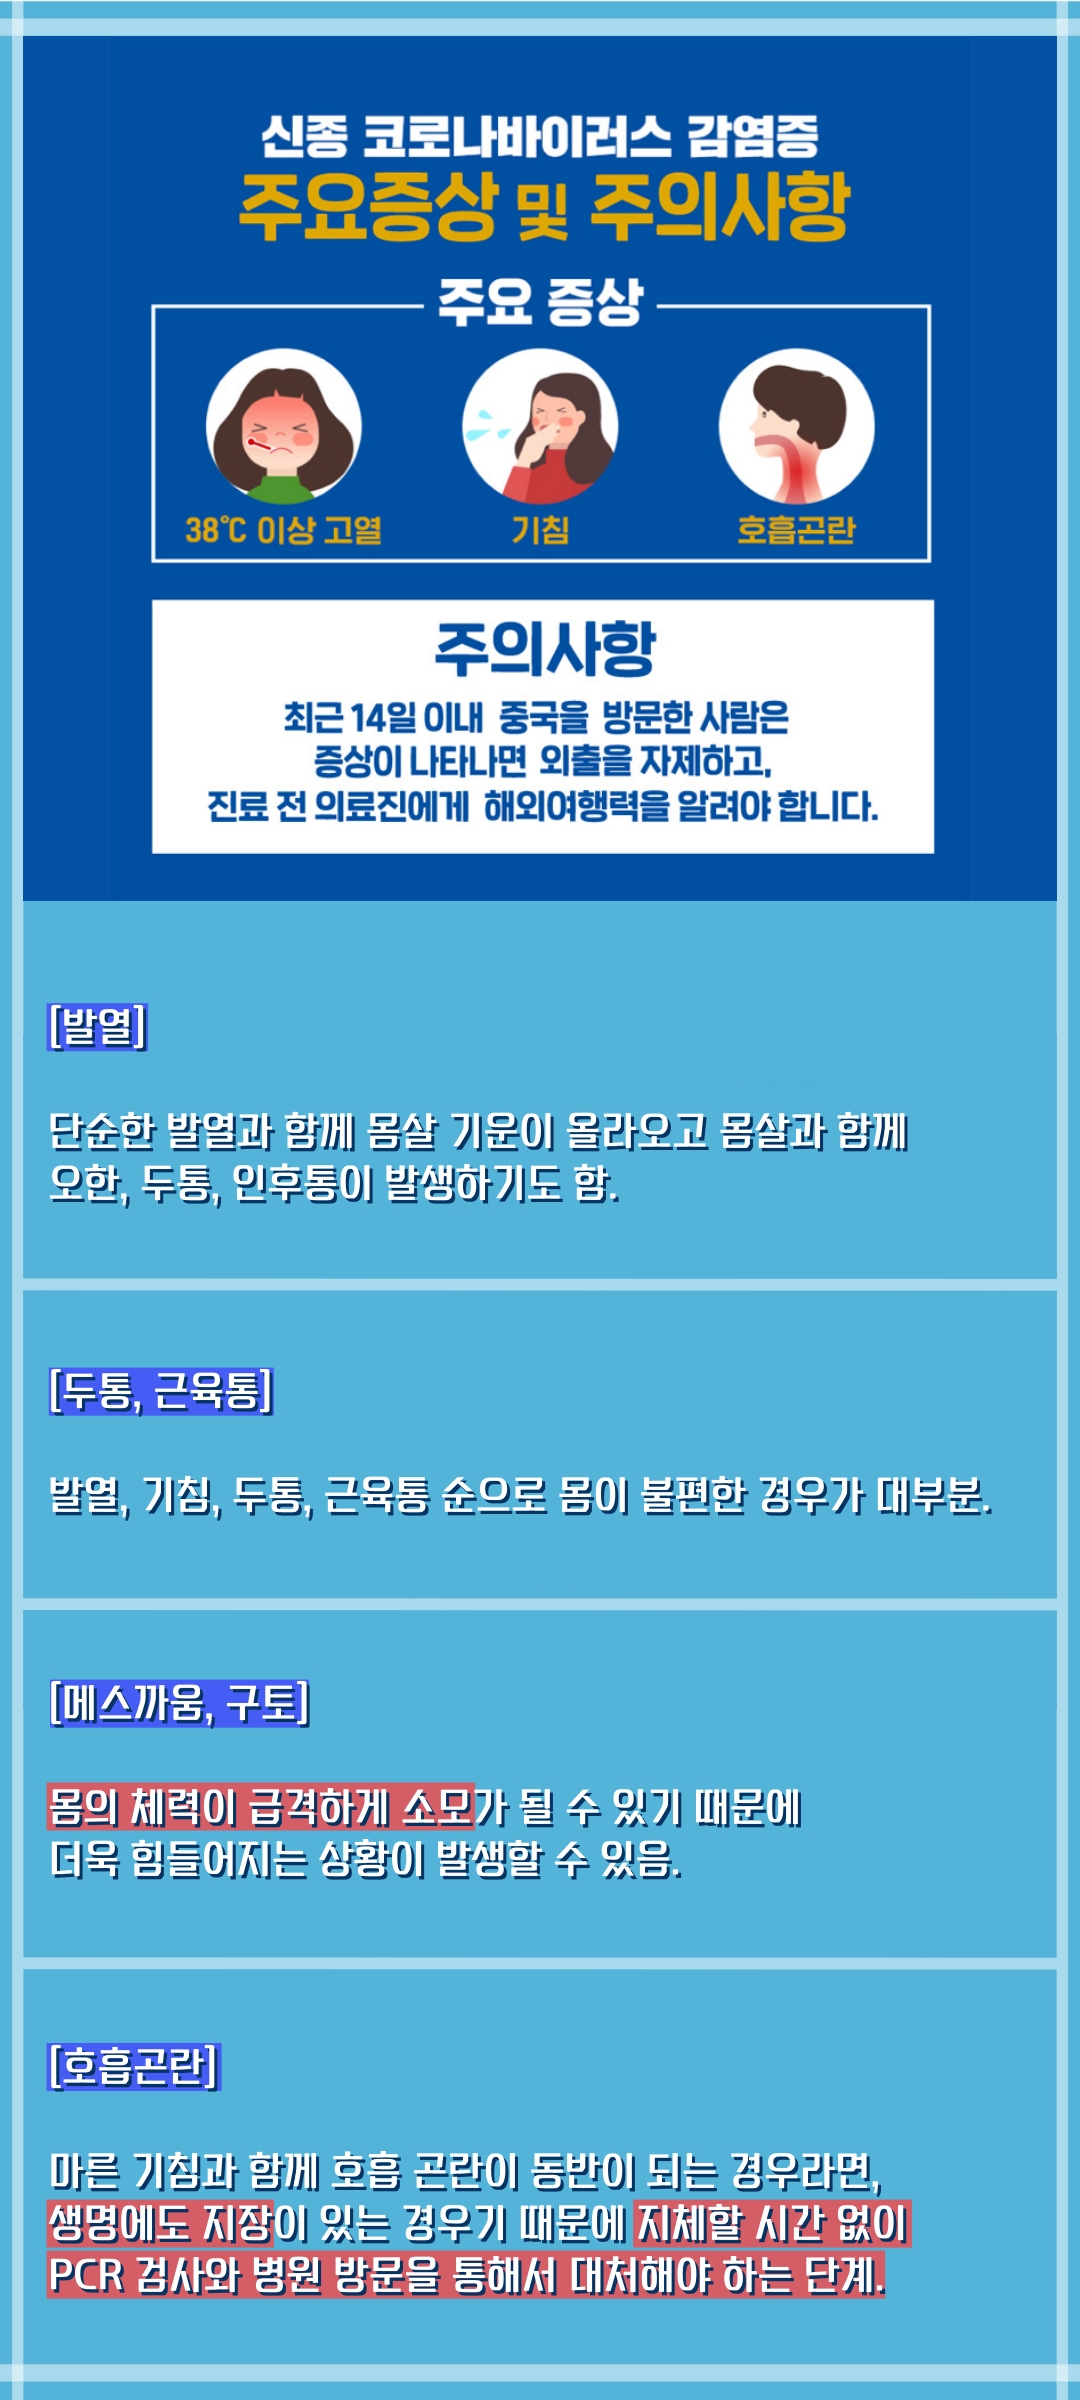 신종 코로나바이러스 감염증
주요증상 및 주의사항
주요 증상
38℃ 이상 고열
기침
호흡곤란
주의사항
최근 14일 이내 중국을 방문한 사람은
증상이 나타나면 외출을 자제하고,
진료 전 의료진에게 해외여행력을 알려야 합니다.
[발열]
단순한 발열과 함께 몸살 기운이 올라오고 몸살과 함께
오한, 두통, 인후통이 발생하기도 함.
[두통, 근육통]
발열, 기침, 두통, 근육통 순으로 몸이 불편한 경우가 대부분.
[메스꺼움, 구토]
몸의 체력이 급격하게 소모가 될 수 있기 때문에
더욱 힘들어지는 상황이 발생할 수 있음.
[호흡곤란]
마른 기침과 함께 호흡 곤란이 동반이 되는 경우라면,
생명에도 지장이 있는 경우기 때문에 지체할 시간 없이
PCR 검사와 병원 방문을 통해서 대처해야 하는 단계.